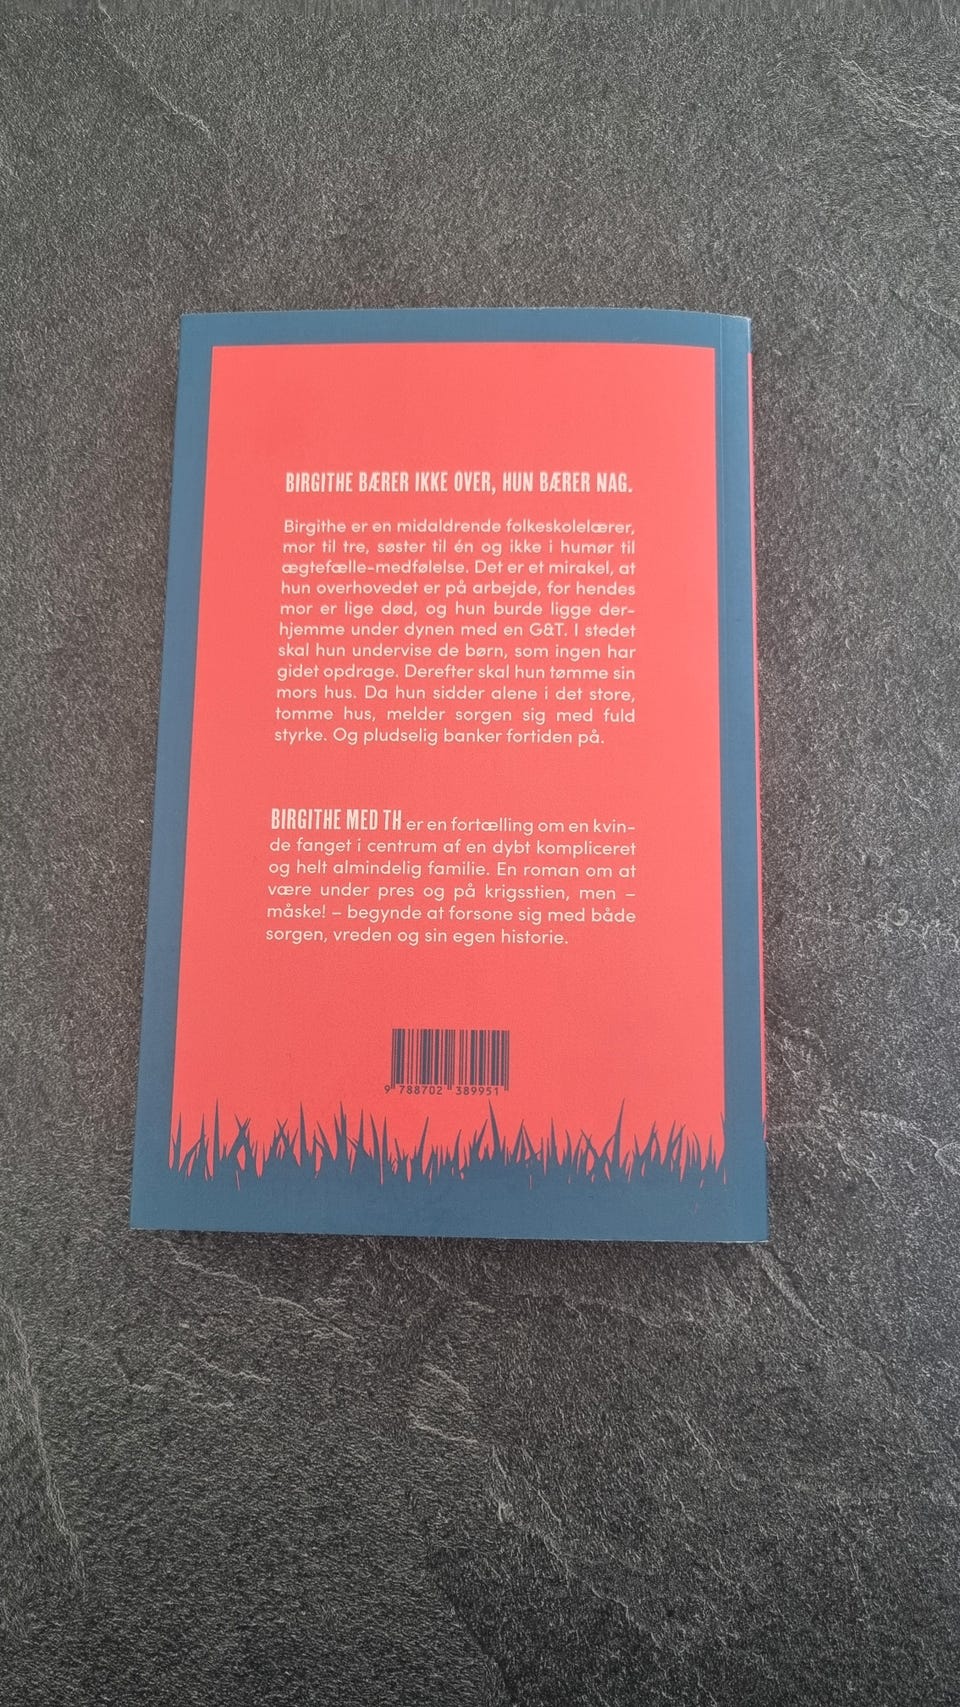 BIRGITHE BÆRER IKKE OVER, HUN BÆRER NAG.
Birgithe er en midaldrende folkeskolelærer,
mor til tre, søster til én og ikke i humør til
ægtefælle-medfølelse. Det er et mirakel, at
hun overhovedet er på arbejde, for hendes
mor er lige død, og hun burde ligge der-
hjemme under dynen med en G&T. I stedet
skal hun undervise de børn, som ingen har
gidet opdrage. Derefter skal hun tømme sin
mors hus. Da hun sidder alene i det store,
tomme hus, melder sorgen sig med fuld
styrke. Og pludselig banker fortiden på.
BIRGITHE MED TH er en fortælling om en kvin-
de fanget i centrum af en dybt kompliceret
og helt almindelig familie. En roman om at
være under pres og på krigsstien, men –
måske! – begynde at forsone sig med både
sorgen, vreden og sin egen historie.
9 788702 389951